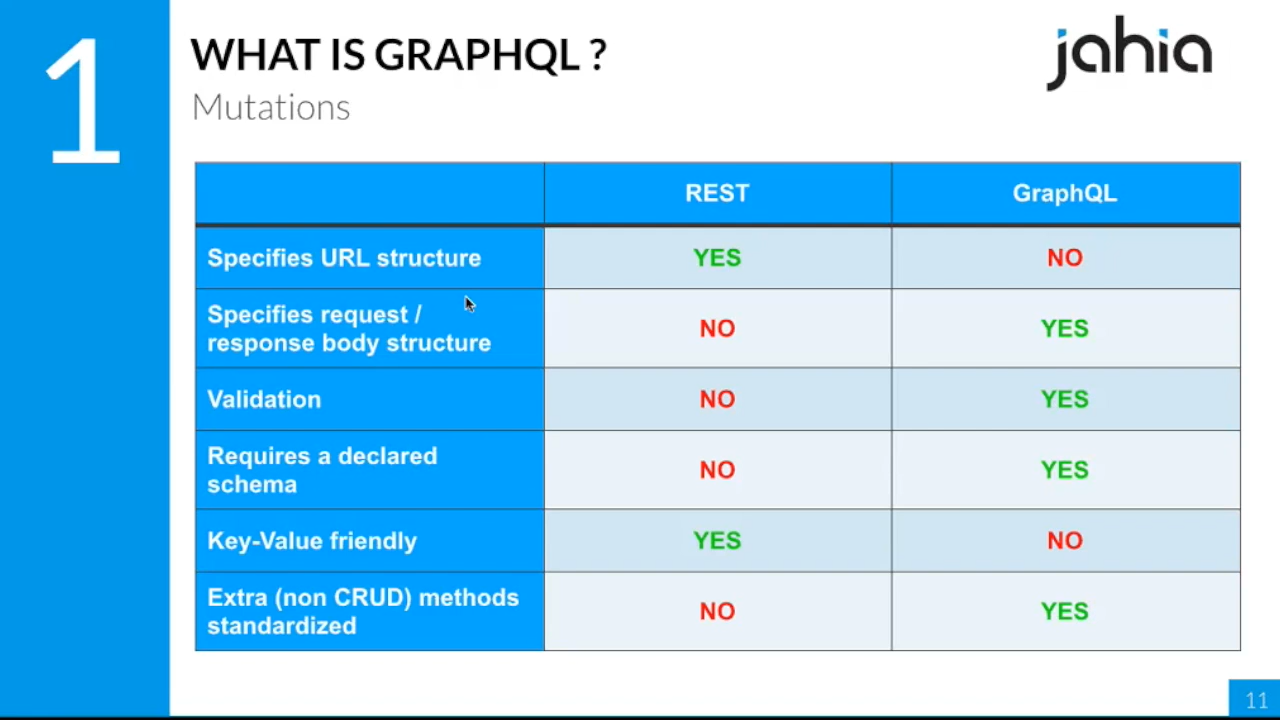 1
WHAT IS GRAPHQL ?
Mutations
jahia
REST GraphQL
Specifies URL structure YES NO
Specifies request /
response body structure NO YES
Validation NO YES
Requires a declared
schema NO YES
Key-Value friendly YES NO
Extra (non CRUD) methods
standardized NO YES
11